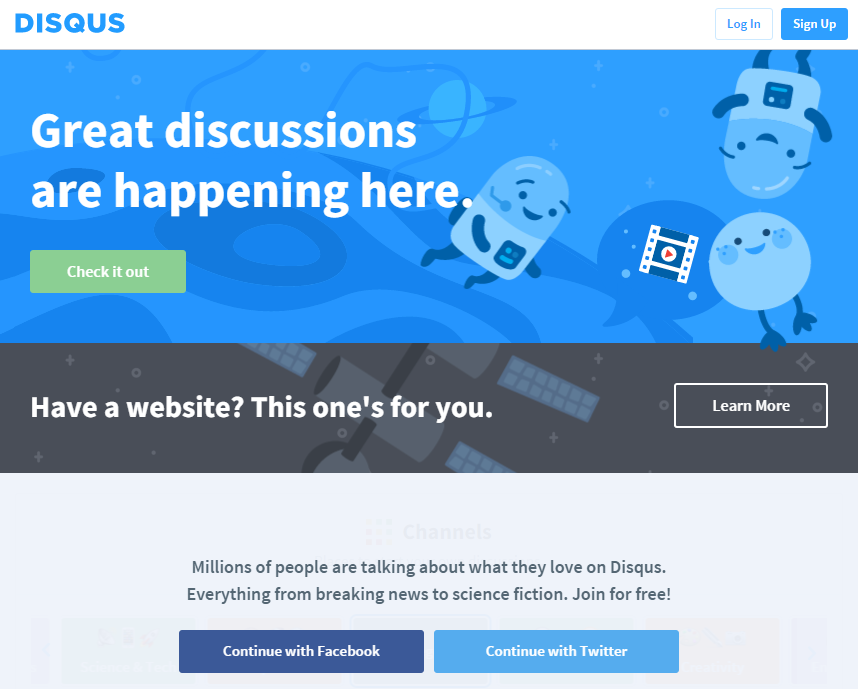 DISQUS
Log In
Sign Up
Great discussions
are happening here.
Check it out
Have a website? This one's for you.
Learn More
Channels
Millions of people are talking about what they love on Disqus.
Everything from breaking news to science fiction. Join for free!
Continue with Facebook
Continue with Twitter